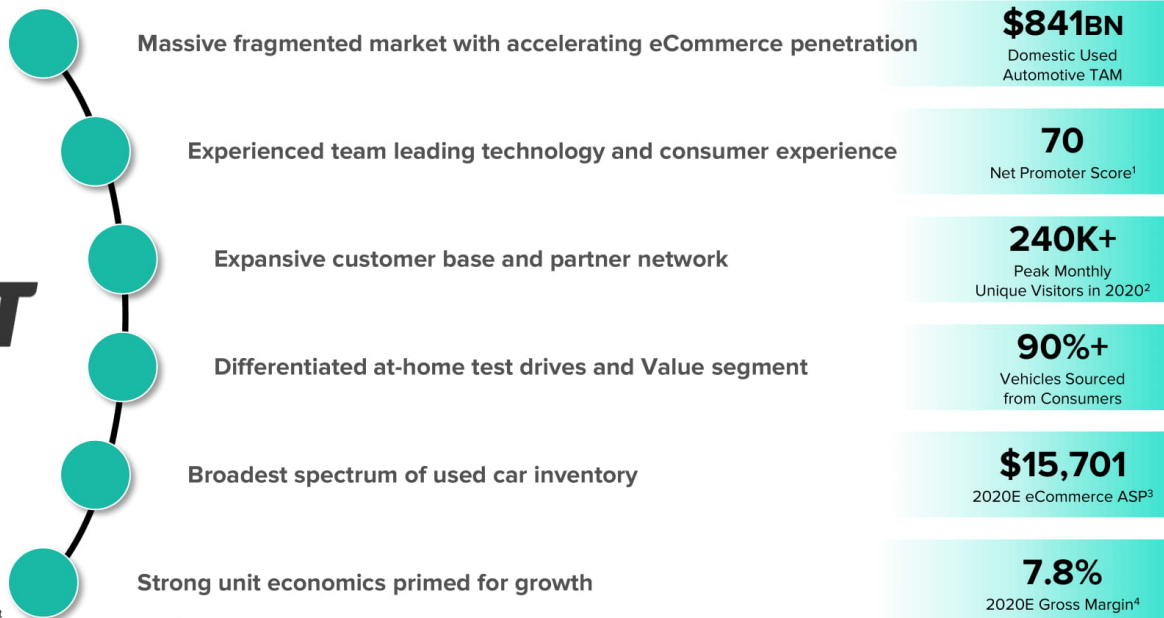 Massive fragmented market with accelerating eCommerce penetration
$841BN
Domestic Used
Automotive TAM
Experienced team leading technology and consumer experience
70
Net Promoter Score¹
Expansive customer base and partner network
240K+
Peak Monthly
Unique Visitors in 2020²
Differentiated at-home test drives and Value segment
90%+
Vehicles Sourced
from Consumers
Broadest spectrum of used car inventory
$15,701
2020E eCommerce ASP³
Strong unit economics primed for growth
7.8%
2020E Gross Margin⁴